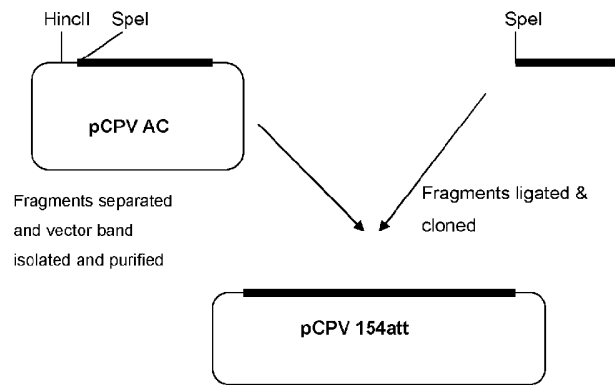 HincII SpeI
SpeI
pCPV AC
Fragments separated
and vector band
isolated and purified
Fragments ligated &
cloned
pCPV 154att